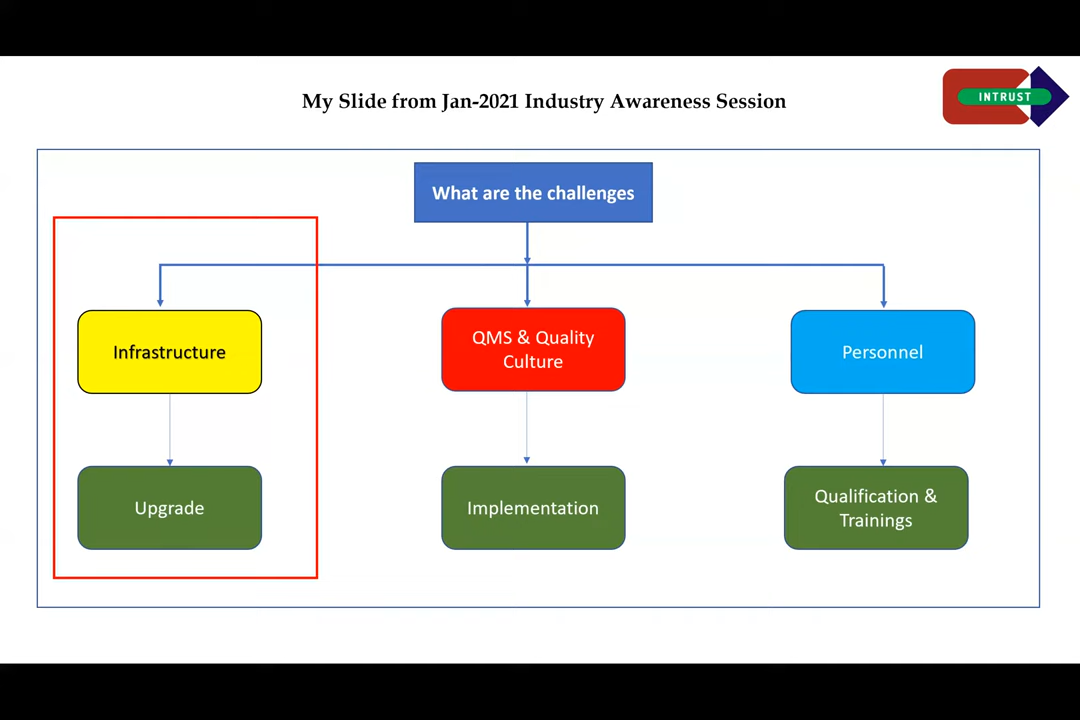 My Slide from Jan-2021 Industry Awareness Session
INTRUST
What are the challenges
Infrastructure
QMS & Quality
Culture
Personnel
Upgrade
Implementation
Qualification &
Trainings